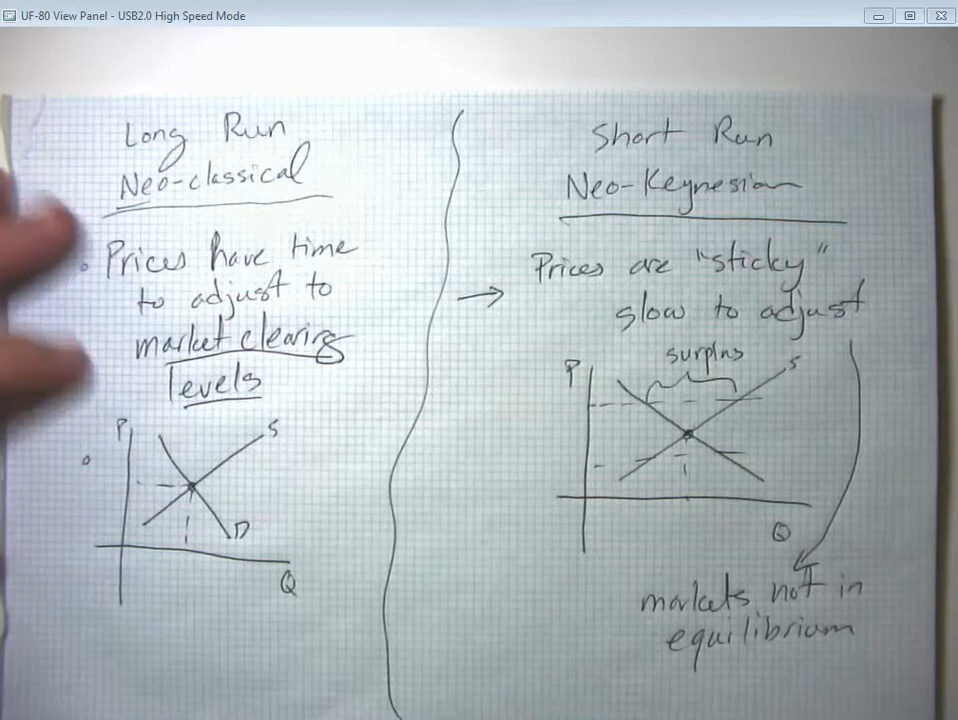 UF-80 View Panel - USB2.0 High Speed Mode
Long Run
Neo-classical
Prices have time
to adjust to
market clearing
levels
P
S
D
Q
Short Run
Neo-Keynesian
Prices are "sticky"
slow to adjust
surplus
P
S
Q
markets not in
equilibrium